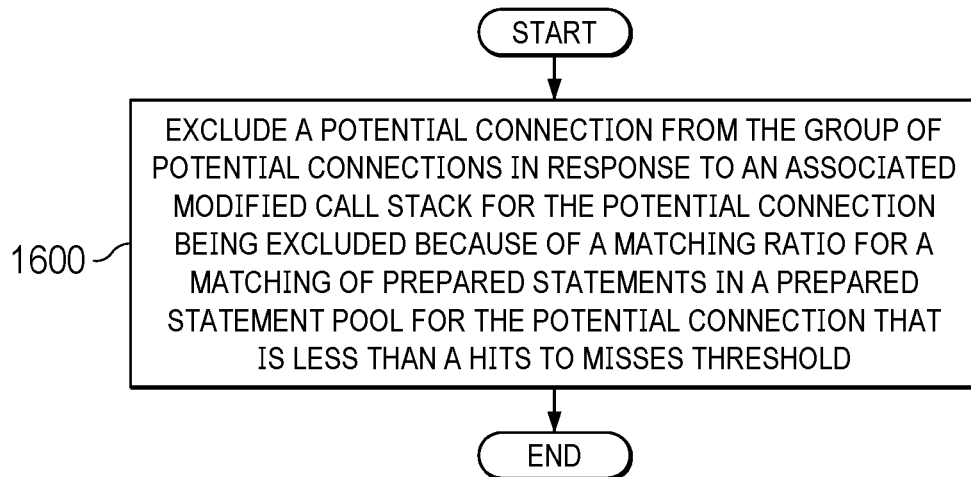 START
EXCLUDE A POTENTIAL CONNECTION FROM THE GROUP OF
POTENTIAL CONNECTIONS IN RESPONSE TO AN ASSOCIATED
MODIFIED CALL STACK FOR THE POTENTIAL CONNECTION
BEING EXCLUDED BECAUSE OF A MATCHING RATIO FOR A
MATCHING OF PREPARED STATEMENTS IN A PREPARED
STATEMENT POOL FOR THE POTENTIAL CONNECTION THAT
IS LESS THAN A HITS TO MISSES THRESHOLD
1600
END